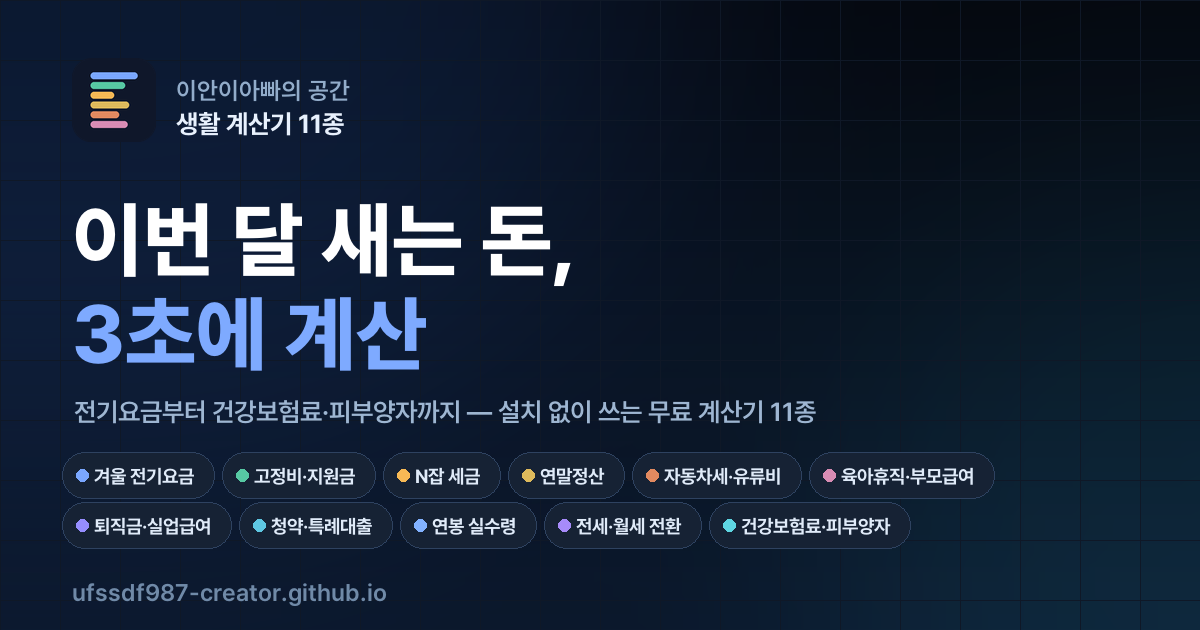 이안이아빠의 공간
생활 계산기 11종
이번 달 새는 돈,
3초에 계산
전기요금부터 건강보험료·피부양자까지 — 설치 없이 쓰는 무료 계산기 11종
겨울 전기요금 고정비·지원금 N잡 세금 연말정산 자동차세·유류비 육아휴직·부모급여
퇴직금·실업급여 청약·특례대출 연봉 실수령 전세·월세 전환 건강보험료·피부양자
ufssdf987-creator.github.io